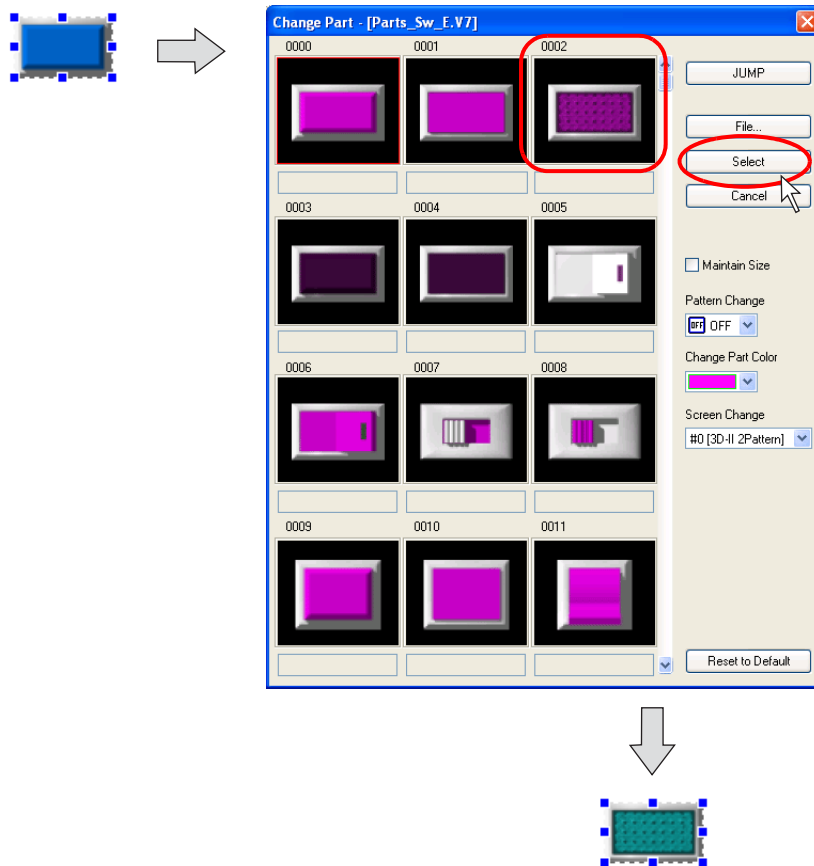 Change Part - [Parts_Sw_E.V7]
0000
0001
0002
JUMP
File...
Select
Cancel
0003
0004
0005
Maintain Size
Pattern Change
OFF OFF
Change Part Color
0006
0007
0008
Screen Change
#0 [3D-II 2Pattern]
0009
0010
0011
Reset to Default